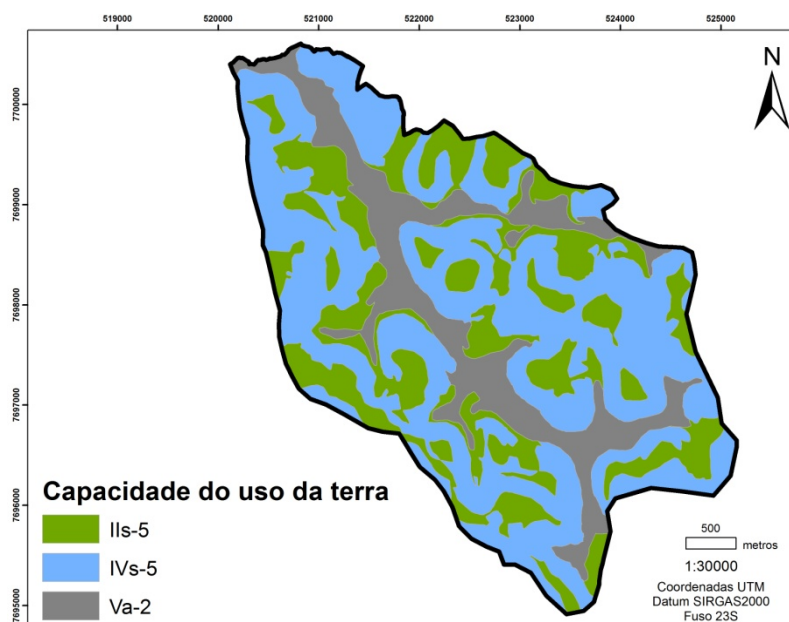 519000 520000 521000 522000 523000 524000 525000
7700000
7699000
7698000
7697000
7696000
7695000
N
Capacidade do uso da terra
IIs-5
IVs-5
Va-2
500
metros
1:30000
Coordenadas UTM
Datum SIRGAS2000
Fuso 23S